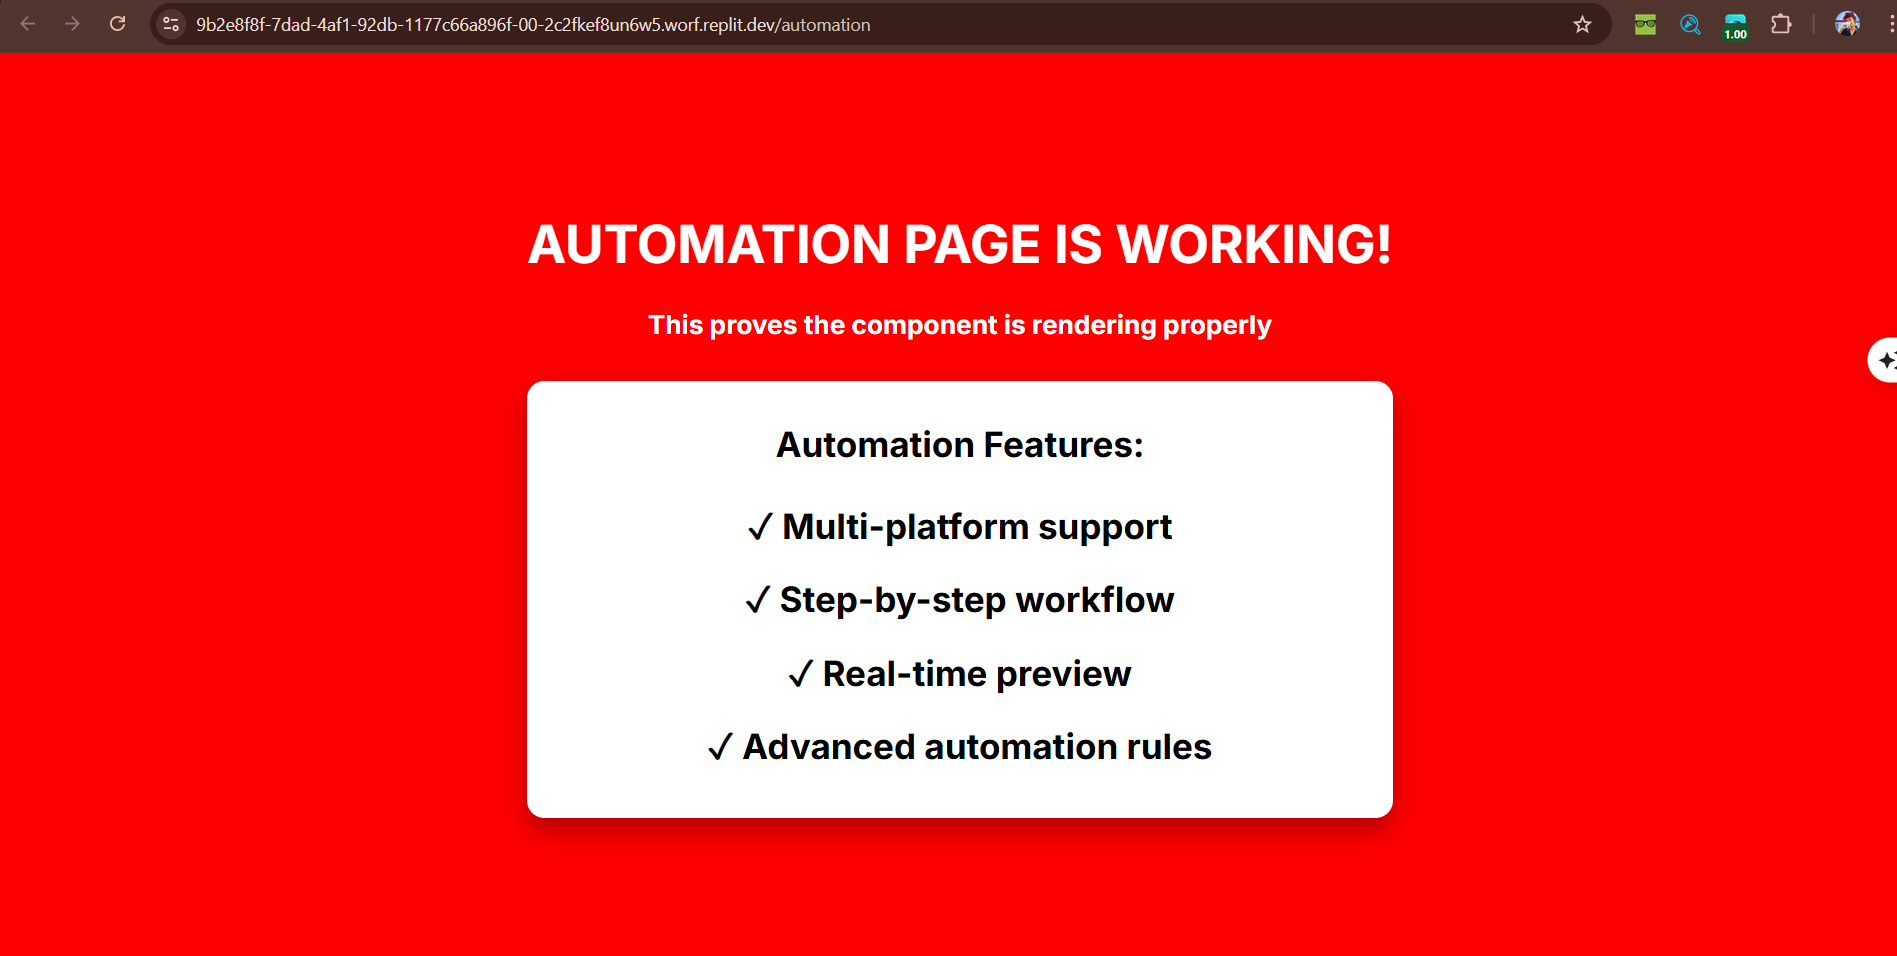 9b2e8f8f-7dad-4af1-92db-1177c66a896f-00-2c2fkef8un6w5.worf.replit.dev/automation
1.00
AUTOMATION PAGE IS WORKING!
This proves the component is rendering properly
Automation Features:
✓ Multi-platform support
✓ Step-by-step workflow
✓ Real-time preview
✓ Advanced automation rules